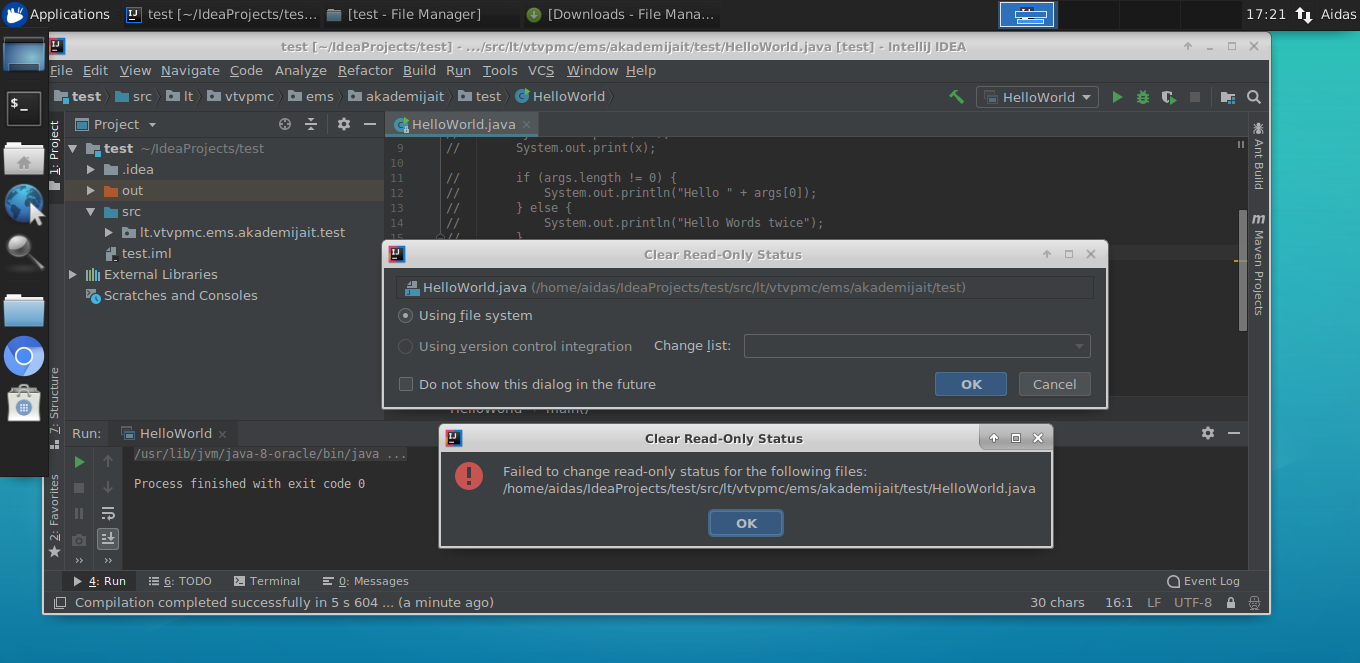 Applications
test [~/IdeaProjects/tes...
[test - File Manager]
[Downloads - File Mana...
17:21
Aidas
test [~/IdeaProjects/test] - .../src/lt/vtvpmc/ems/akademijait/test/HelloWorld.java [test] - IntelliJ IDEA
File Edit View Navigate Code Analyze Refactor Build Run Tools VCS Window Help
test src lt vtvpmc ems akademijait test HelloWorld
HelloWorld
1: Project
Project
HelloWorld.java
test ~/IdeaProjects/test
.idea
out
src
lt.vtvpmc.ems.akademijait.test
test.iml
External Libraries
Scratches and Consoles
9 // System.out.print(x);
10
11 // if (args.length != 0) {
12 // System.out.println("Hello " + args[0]);
13 // } else {
14 // System.out.println("Hello Words twice");
15 // }
Ant Build
m Maven Projects
Clear Read-Only Status
HelloWorld.java (/home/aidas/IdeaProjects/test/src/lt/vtvpmc/ems/akademijait/test)
Using file system
Using version control integration Change list:
Do not show this dialog in the future
OK Cancel
HelloWorld main()
7: Structure
2: Favorites
Run: HelloWorld
/usr/lib/jvm/java-8-oracle/bin/java ...
Process finished with exit code 0
Clear Read-Only Status
Failed to change read-only status for the following files:
/home/aidas/IdeaProjects/test/src/lt/vtvpmc/ems/akademijait/test/HelloWorld.java
OK
4: Run 6: TODO Terminal 0: Messages Event Log
Compilation completed successfully in 5 s 604 ... (a minute ago) 30 chars 16:1 LF UTF-8